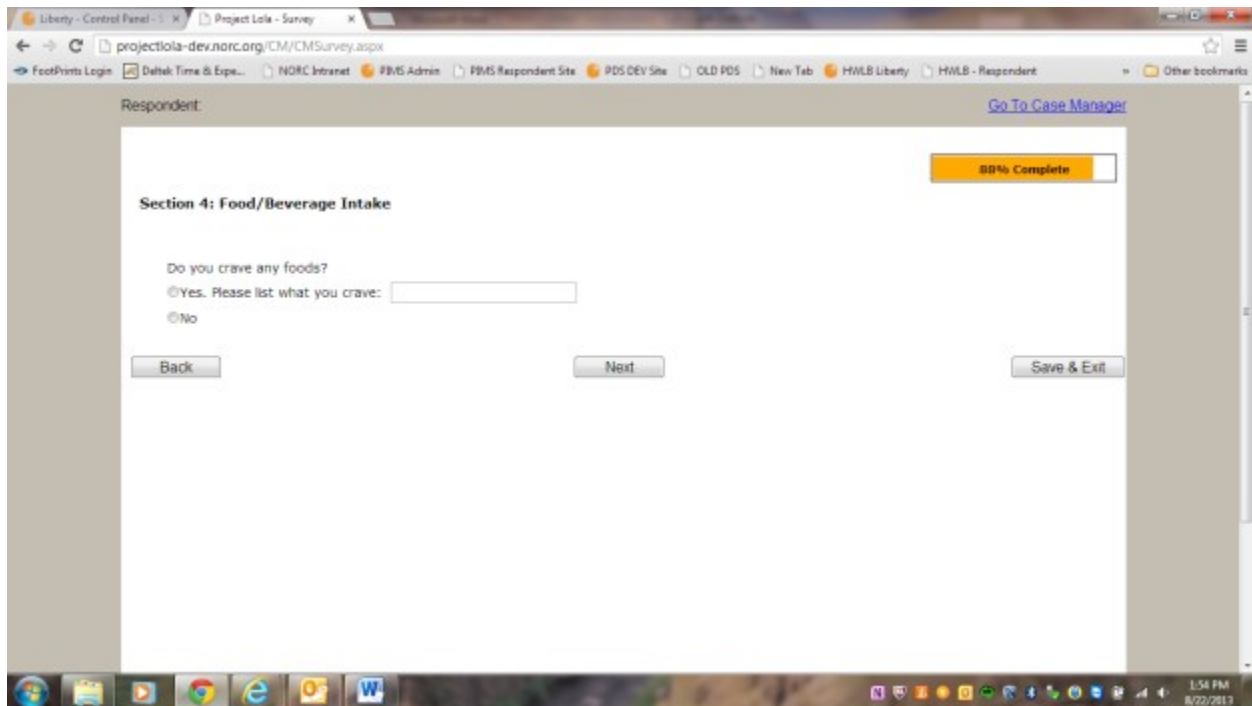 Liberty - Control Panel - S
Project Lola - Survey
projectlola-dev.norc.org/CM/CMSurvey.aspx
FootPrints Login
Deltek Time & Expe...
NORC Intranet
PIMS Admin
PIMS Respondent Site
PDS DEV Site
OLD PDS
New Tab
HWLB Liberty
HWLB - Respondent
»
Other bookmarks
Respondent:
Go To Case Manager
88% Complete
Section 4: Food/Beverage Intake
Do you crave any foods?
Yes. Please list what you crave:
No
Back
Next
Save & Exit
1:54 PM
8/22/2013